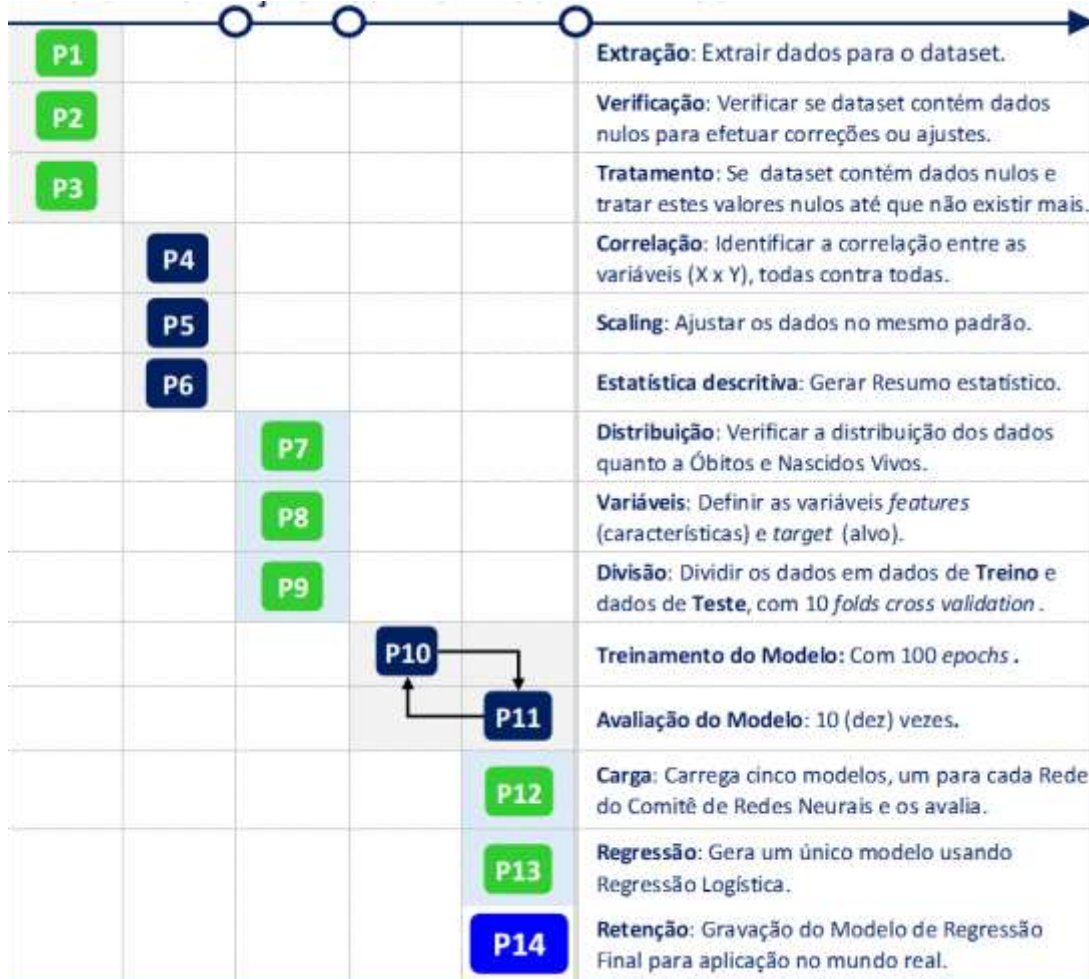 P1
Extração: Extrair dados para o dataset.
P2
Verificação: Verificar se dataset contém dados
nulos para efetuar correções ou ajustes.
P3
Tratamento: Se dataset contém dados nulos e
tratar estes valores nulos até que não existir mais.
P4
Correlação: Identificar a correlação entre as
variáveis (X x Y), todas contra todas.
P5
Scaling: Ajustar os dados no mesmo padrão.
P6
Estatística descritiva: Gerar Resumo estatístico.
P7
Distribuição: Verificar a distribuição dos dados
quanto a Óbitos e Nascidos Vivos.
P8
Variáveis: Definir as variáveis features
(características) e target (alvo).
P9
Divisão: Dividir os dados em dados de Treino e
dados de Teste, com 10 folds cross validation .
P10
Treinamento do Modelo: Com 100 epochs .
P11
Avaliação do Modelo: 10 (dez) vezes.
P12
Carga: Carrega cinco modelos, um para cada Rede
do Comitê de Redes Neurais e os avalia.
P13
Regressão: Gera um único modelo usando
Regressão Logística.
P14
Retenção: Gravação do Modelo de Regressão
Final para aplicação no mundo real.